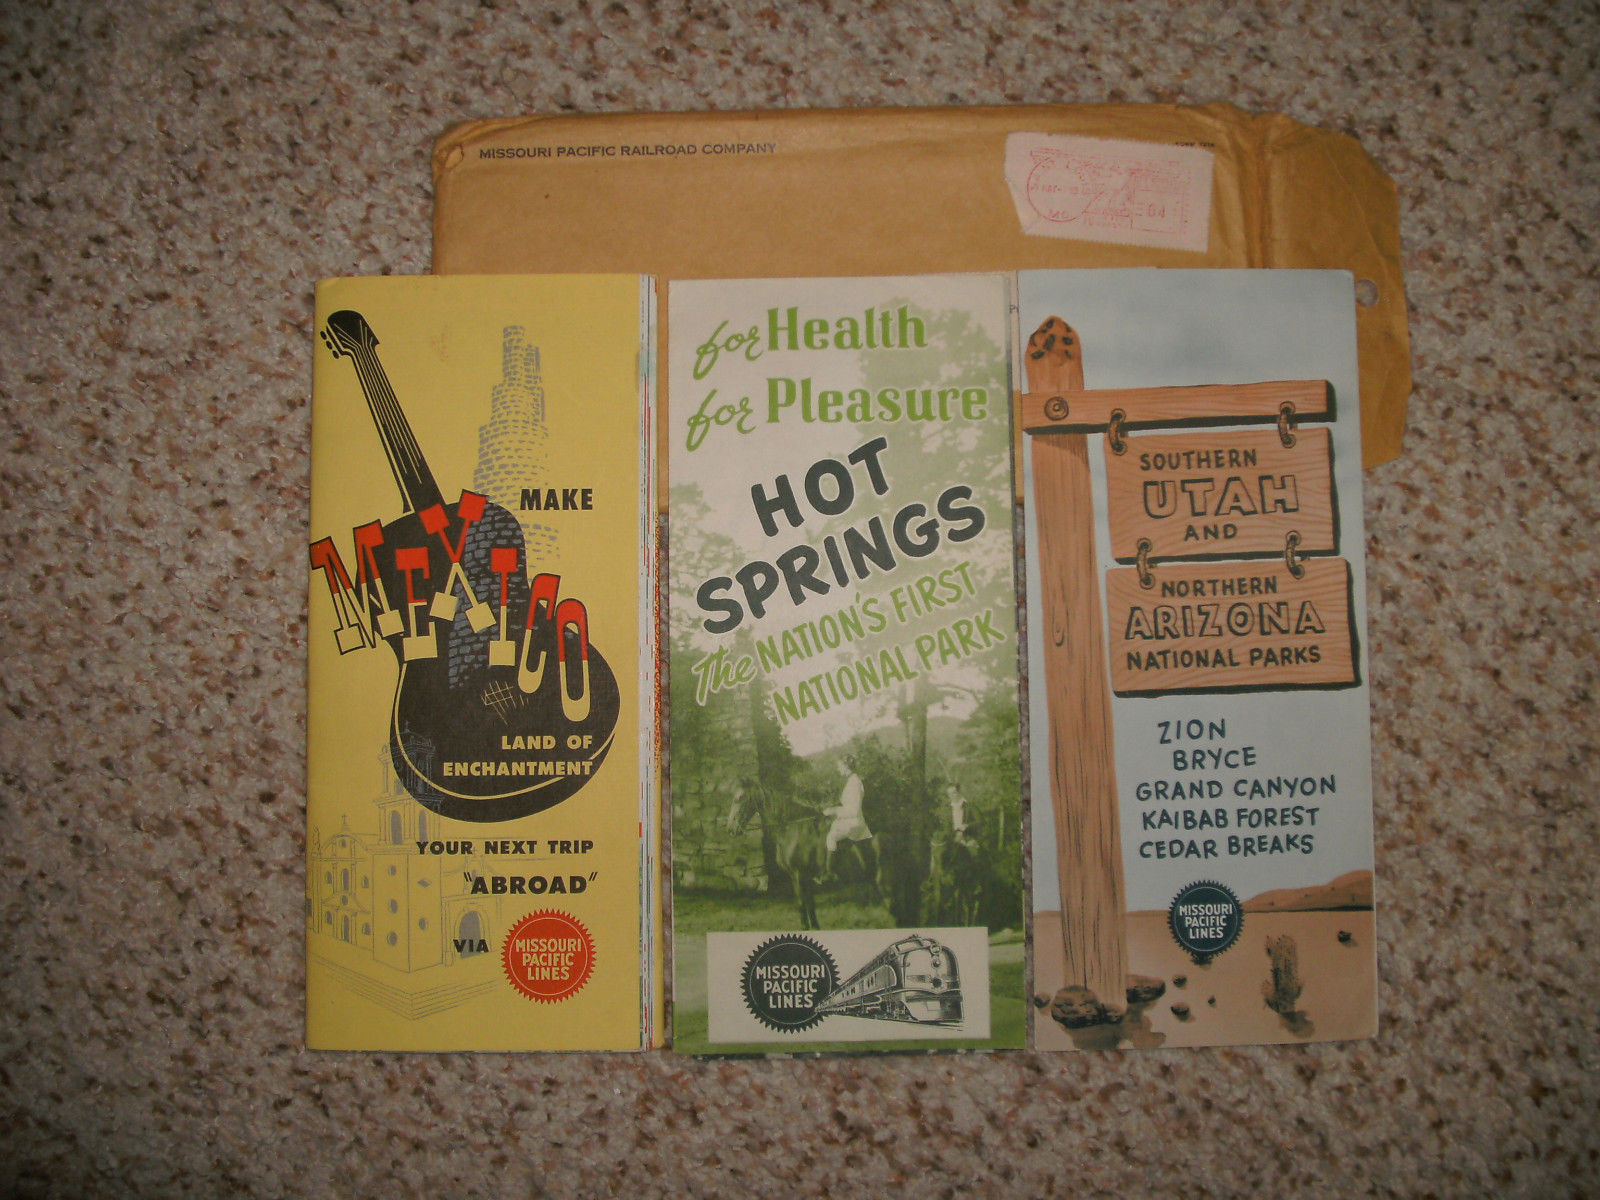 MISSOURI PACIFIC RAILROAD COMPANY
MO
04
MAKE
MEXICO
LAND OF
ENCHANTMENT
YOUR NEXT TRIP
"ABROAD"
VIA
MISSOURI
PACIFIC
LINES
for Health
for Pleasure
HOT
SPRINGS
The NATION'S FIRST
NATIONAL PARK
MISSOURI
PACIFIC
LINES
SOUTHERN
UTAH
AND
NORTHERN
ARIZONA
NATIONAL PARKS
ZION
BRYCE
GRAND CANYON
KAIBAB FOREST
CEDAR BREAKS
MISSOURI
PACIFIC
LINES